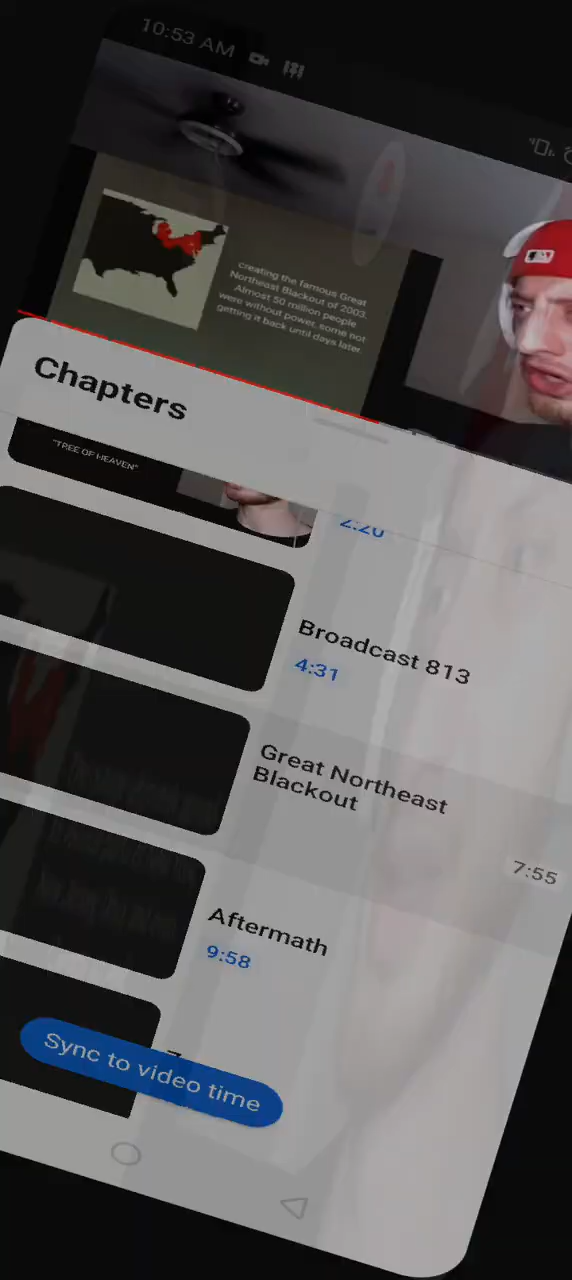 10:53 AM
creating the famous Great
Northeast Blackout of 2003.
Almost 50 million people
were without power, some not
getting it back until days later.
Chapters
"TREE OF HEAVEN"
2:20
Broadcast 813
4:31
Great Northeast
Blackout
7:55
Aftermath
9:58
Sync to video time